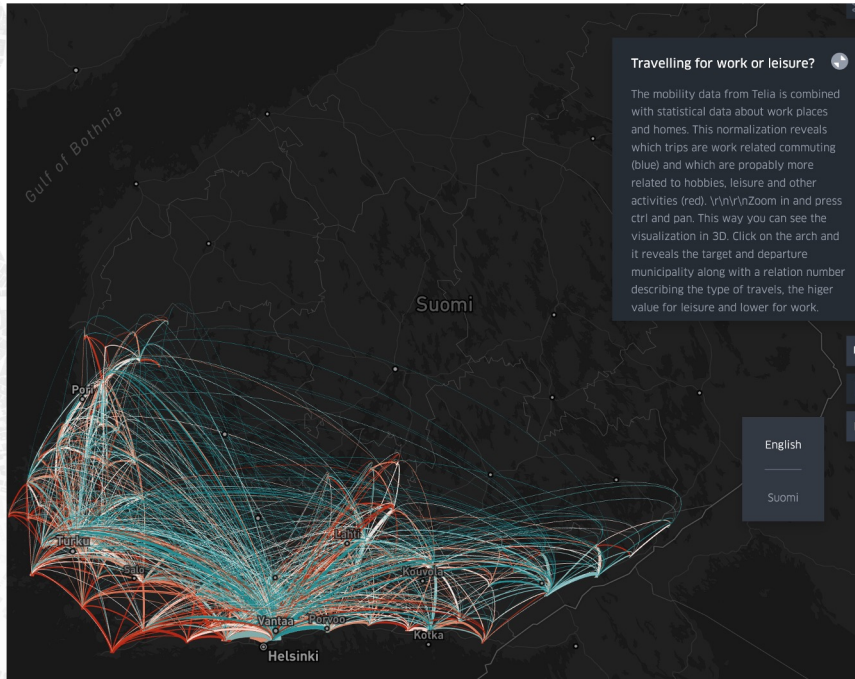 Travelling for work or leisure?
The mobility data from Telia is combined
with statistical data about work places
and homes. This normalization reveals
which trips are work related commuting
(blue) and which are propably more
related to hobbies, leisure and other
activities (red). \r\n\r\nZoom in and press
ctrl and pan. This way you can see the
visualization in 3D. Click on the arch and
it reveals the target and departure
municipality along with a relation number
describing the type of travels, the higer
value for leisure and lower for work.
Gulf of Bothnia
Suomi
Pori
English
Suomi
Turku
Lahti
Salo
Kouvola
Vantaa
Porvoo
Kotka
Helsinki